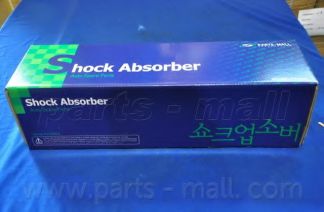 Shock Absorber
Auto Spare Parts
PARTS-MALL
Shock Absorber
parts - mall
쇼크업소버
www.parts-mall.com